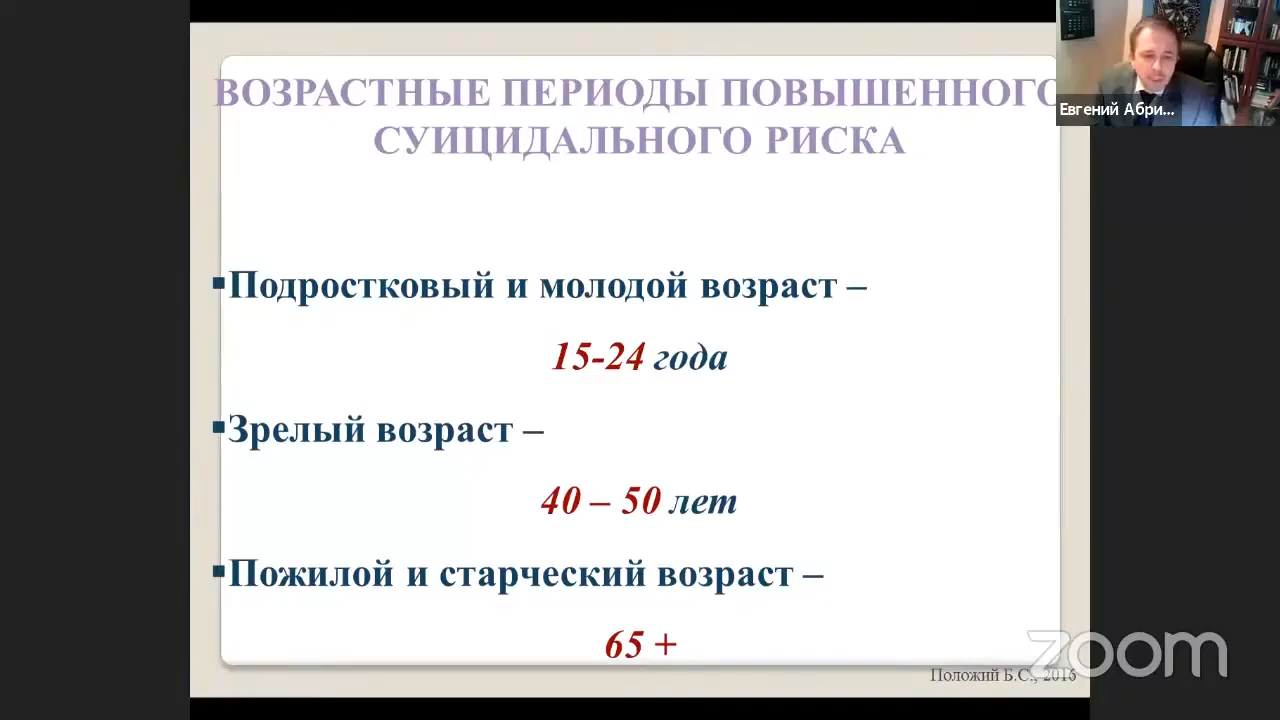 ВОЗРАСТНЫЕ ПЕРИОДЫ ПОВЫШЕННОГО
СУИЦИДАЛЬНОГО РИСКА
Евгений Абри...
▪Подростковый и молодой возраст –
15-24 года
▪Зрелый возраст –
40 – 50 лет
▪Пожилой и старческий возраст –
65 +
zoom
Положий Б.С., 2016